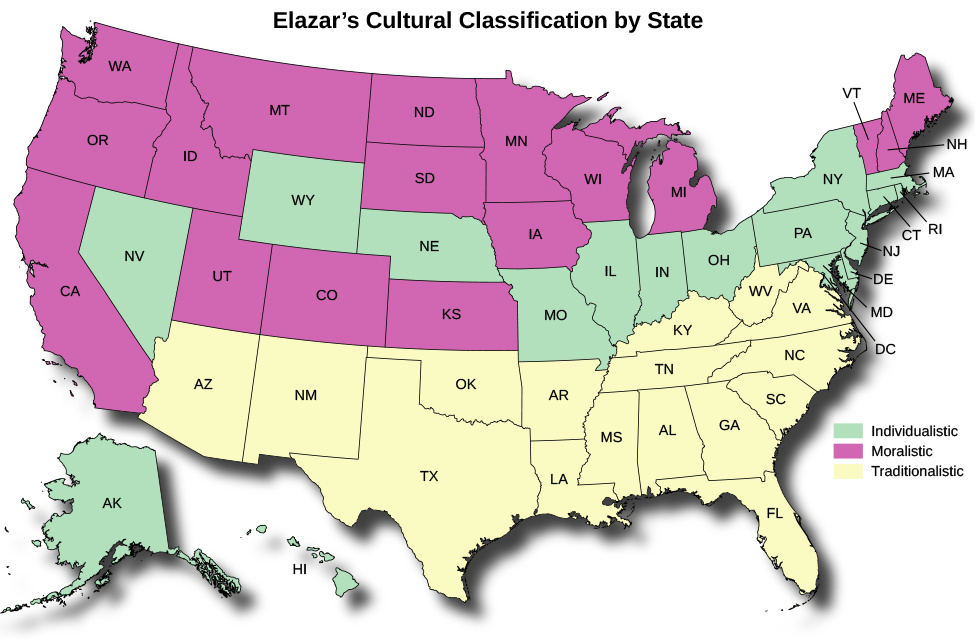 Elazar's Cultural Classification by State
WA
MT
ND
MN
VT
ME
OR
ID
SD
WI
MI
NH
WY
NY
MA
NE
IA
PA
CT
RI
NV
UT
CO
IL
IN
OH
NJ
DE
CA
KS
MO
WV
VA
MD
KY
DC
AZ
NM
OK
TN
NC
AR
SC
MS
AL
GA
Individualistic
Moralistic
Traditionalistic
TX
LA
AK
FL
HI